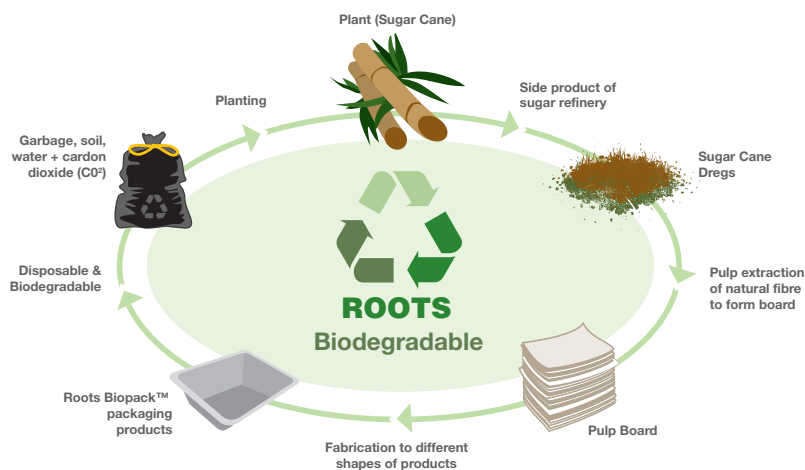 Plant (Sugar Cane)
Side product of
sugar refinery
Sugar Cane
Dregs
Pulp extraction
of natural fibre
to form board
Pulp Board
Fabrication to different
shapes of products
Roots Biopack™
packaging
products
Disposable &
Biodegradable
Garbage, soil,
water + cardon
dioxide (C0²)
Planting
ROOTS
Biodegradable